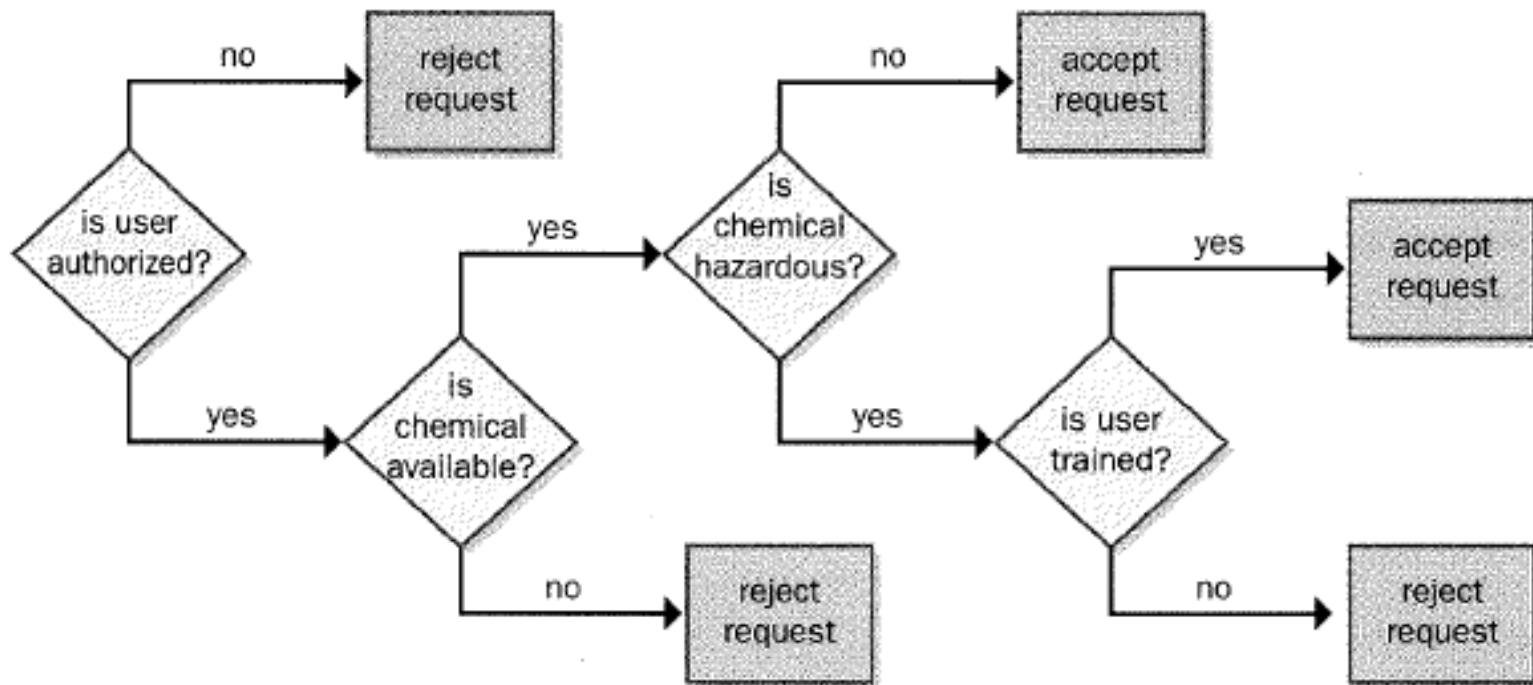 no
reject
request
is user
authorized?
yes
is
chemical
available?
yes
no
reject
request
is
chemical
hazardous?
no
accept
request
yes
is user
trained?
yes
accept
request
no
reject
request